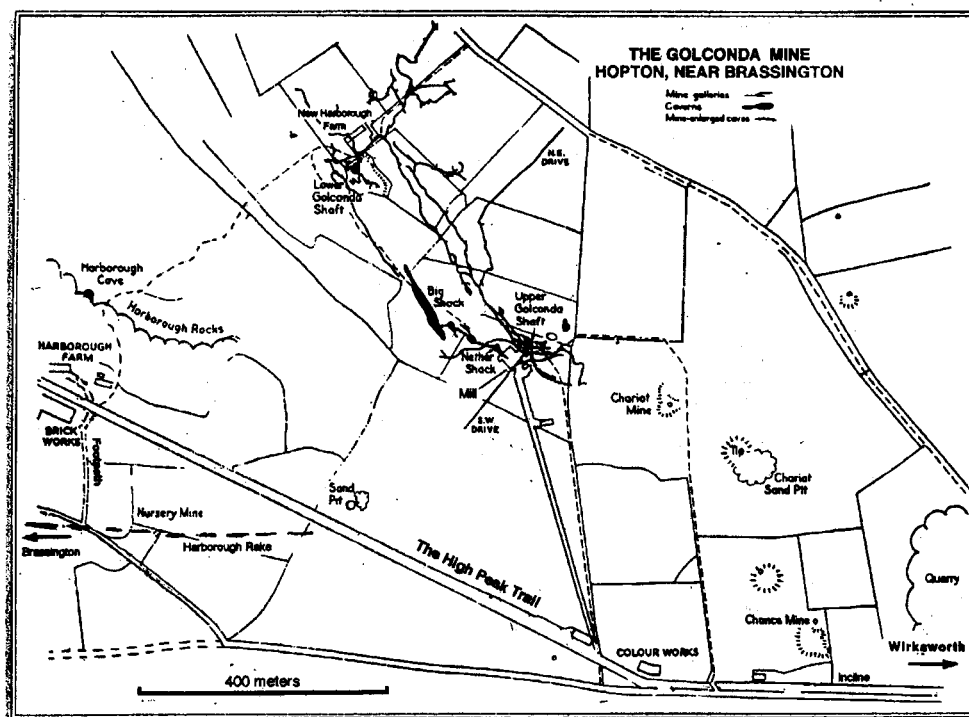 THE GOLCONDA MINE
HOPTON, NEAR BRASSINGTON
Mine galleries
Caverns
Mine-enlarged caves
New Harborough
Farm
N.E.
DRIVE
Lower
Golconda
Shaft
Harborough
Cave
Harborough Rocks
Big
Shack
Upper
Golconda
Shaft
HARBOROUGH
FARM
Nether
Shack
Mill
S.W
DRIVE
Chariot
Mine
BRICK
WORKS
Footpath
Tip
Chariot
Sand Pit
Sand
Pit
Nursery Mine
Brassington
Harborough Rake
The High Peak Trail
Quarry
Chance Mine
Wirksworth
COLOUR WORKS
Incline
400 meters